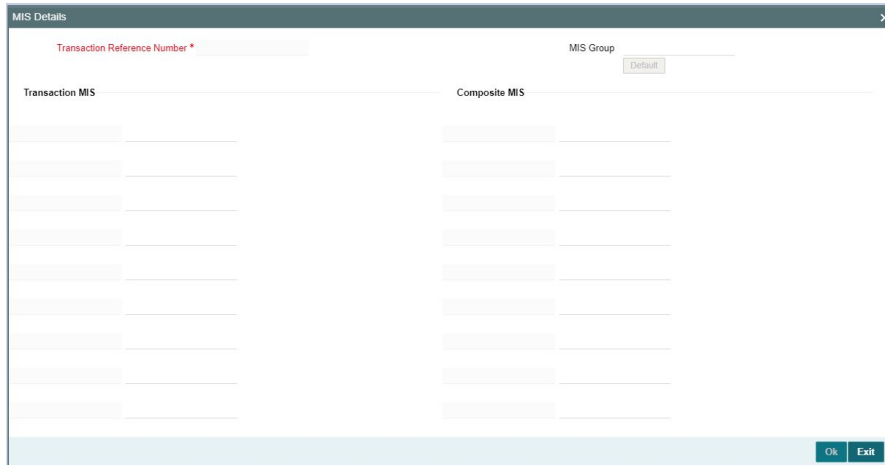 MIS Details
Transaction Reference Number *
MIS Group
Default
Transaction MIS
Composite MIS
Ok Exit